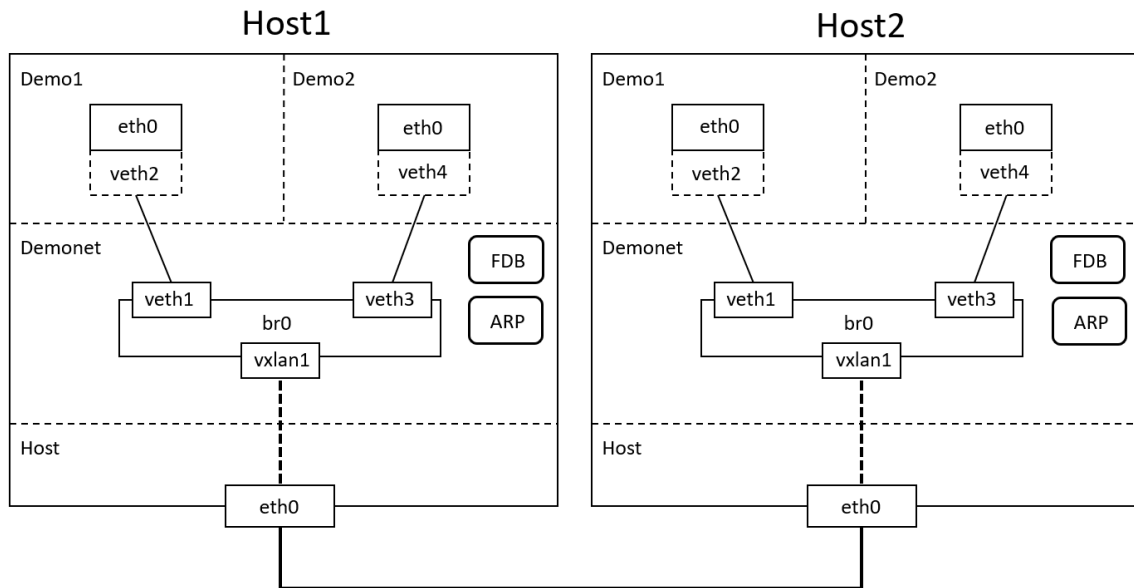 Host1
Demo1
Demo2
eth0
eth0
veth2
veth4
Demonet
FDB
veth1
veth3
ARP
br0
vxlan1
Host
eth0
Host2
Demo1
Demo2
eth0
eth0
veth2
veth4
Demonet
FDB
veth1
veth3
ARP
br0
vxlan1
Host
eth0